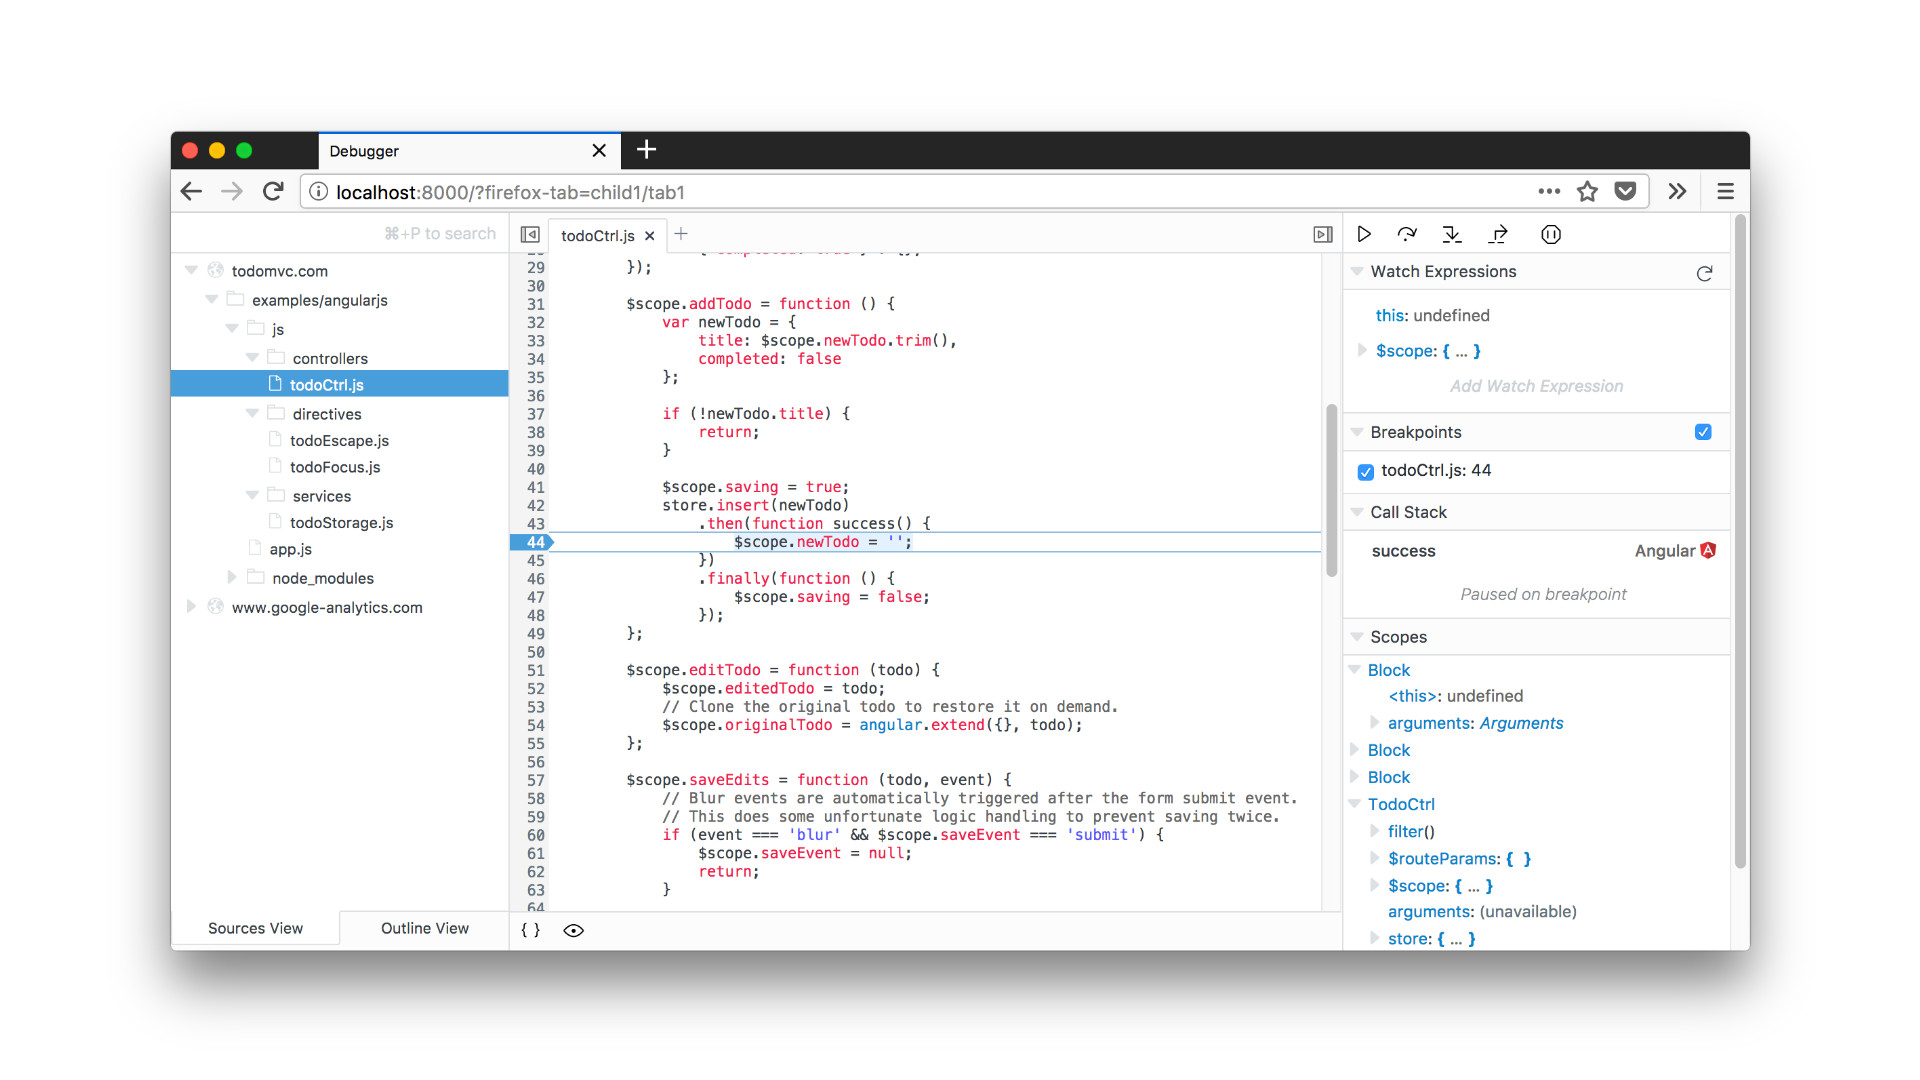 Debugger
localhost:8000/?firefox-tab=child1/tab1
⌘+P to search
todomvc.com
examples/angularjs
js
controllers
todoCtrl.js
directives
todoEscape.js
todoFocus.js
services
todoStorage.js
app.js
node_modules
www.google-analytics.com
Sources View
Outline View
todoCtrl.js
29 });
30
31 $scope.addTodo = function () {
32 var newTodo = {
33 title: $scope.newTodo.trim(),
34 completed: false
35 };
36
37 if (!newTodo.title) {
38 return;
39 }
40
41 $scope.saving = true;
42 store.insert(newTodo)
43 .then(function success() {
44 $scope.newTodo = '';
45 })
46 .finally(function () {
47 $scope.saving = false;
48 });
49 };
50
51 $scope.editTodo = function (todo) {
52 $scope.editedTodo = todo;
53 // Clone the original todo to restore it on demand.
54 $scope.originalTodo = angular.extend({}, todo);
55 };
56
57 $scope.saveEdits = function (todo, event) {
58 // Blur events are automatically triggered after the form submit event.
59 // This does some unfortunate logic handling to prevent saving twice.
60 if (event === 'blur' && $scope.saveEvent === 'submit') {
61 $scope.saveEvent = null;
62 return;
63 }
64
{ }
Watch Expressions
this: undefined
$scope: { ... }
Add Watch Expression
Breakpoints
todoCtrl.js: 44
Call Stack
success Angular
Paused on breakpoint
Scopes
Block
<this>: undefined
arguments: Arguments
Block
Block
TodoCtrl
filter()
$routeParams: { }
$scope: { ... }
arguments: (unavailable)
store: { ... }